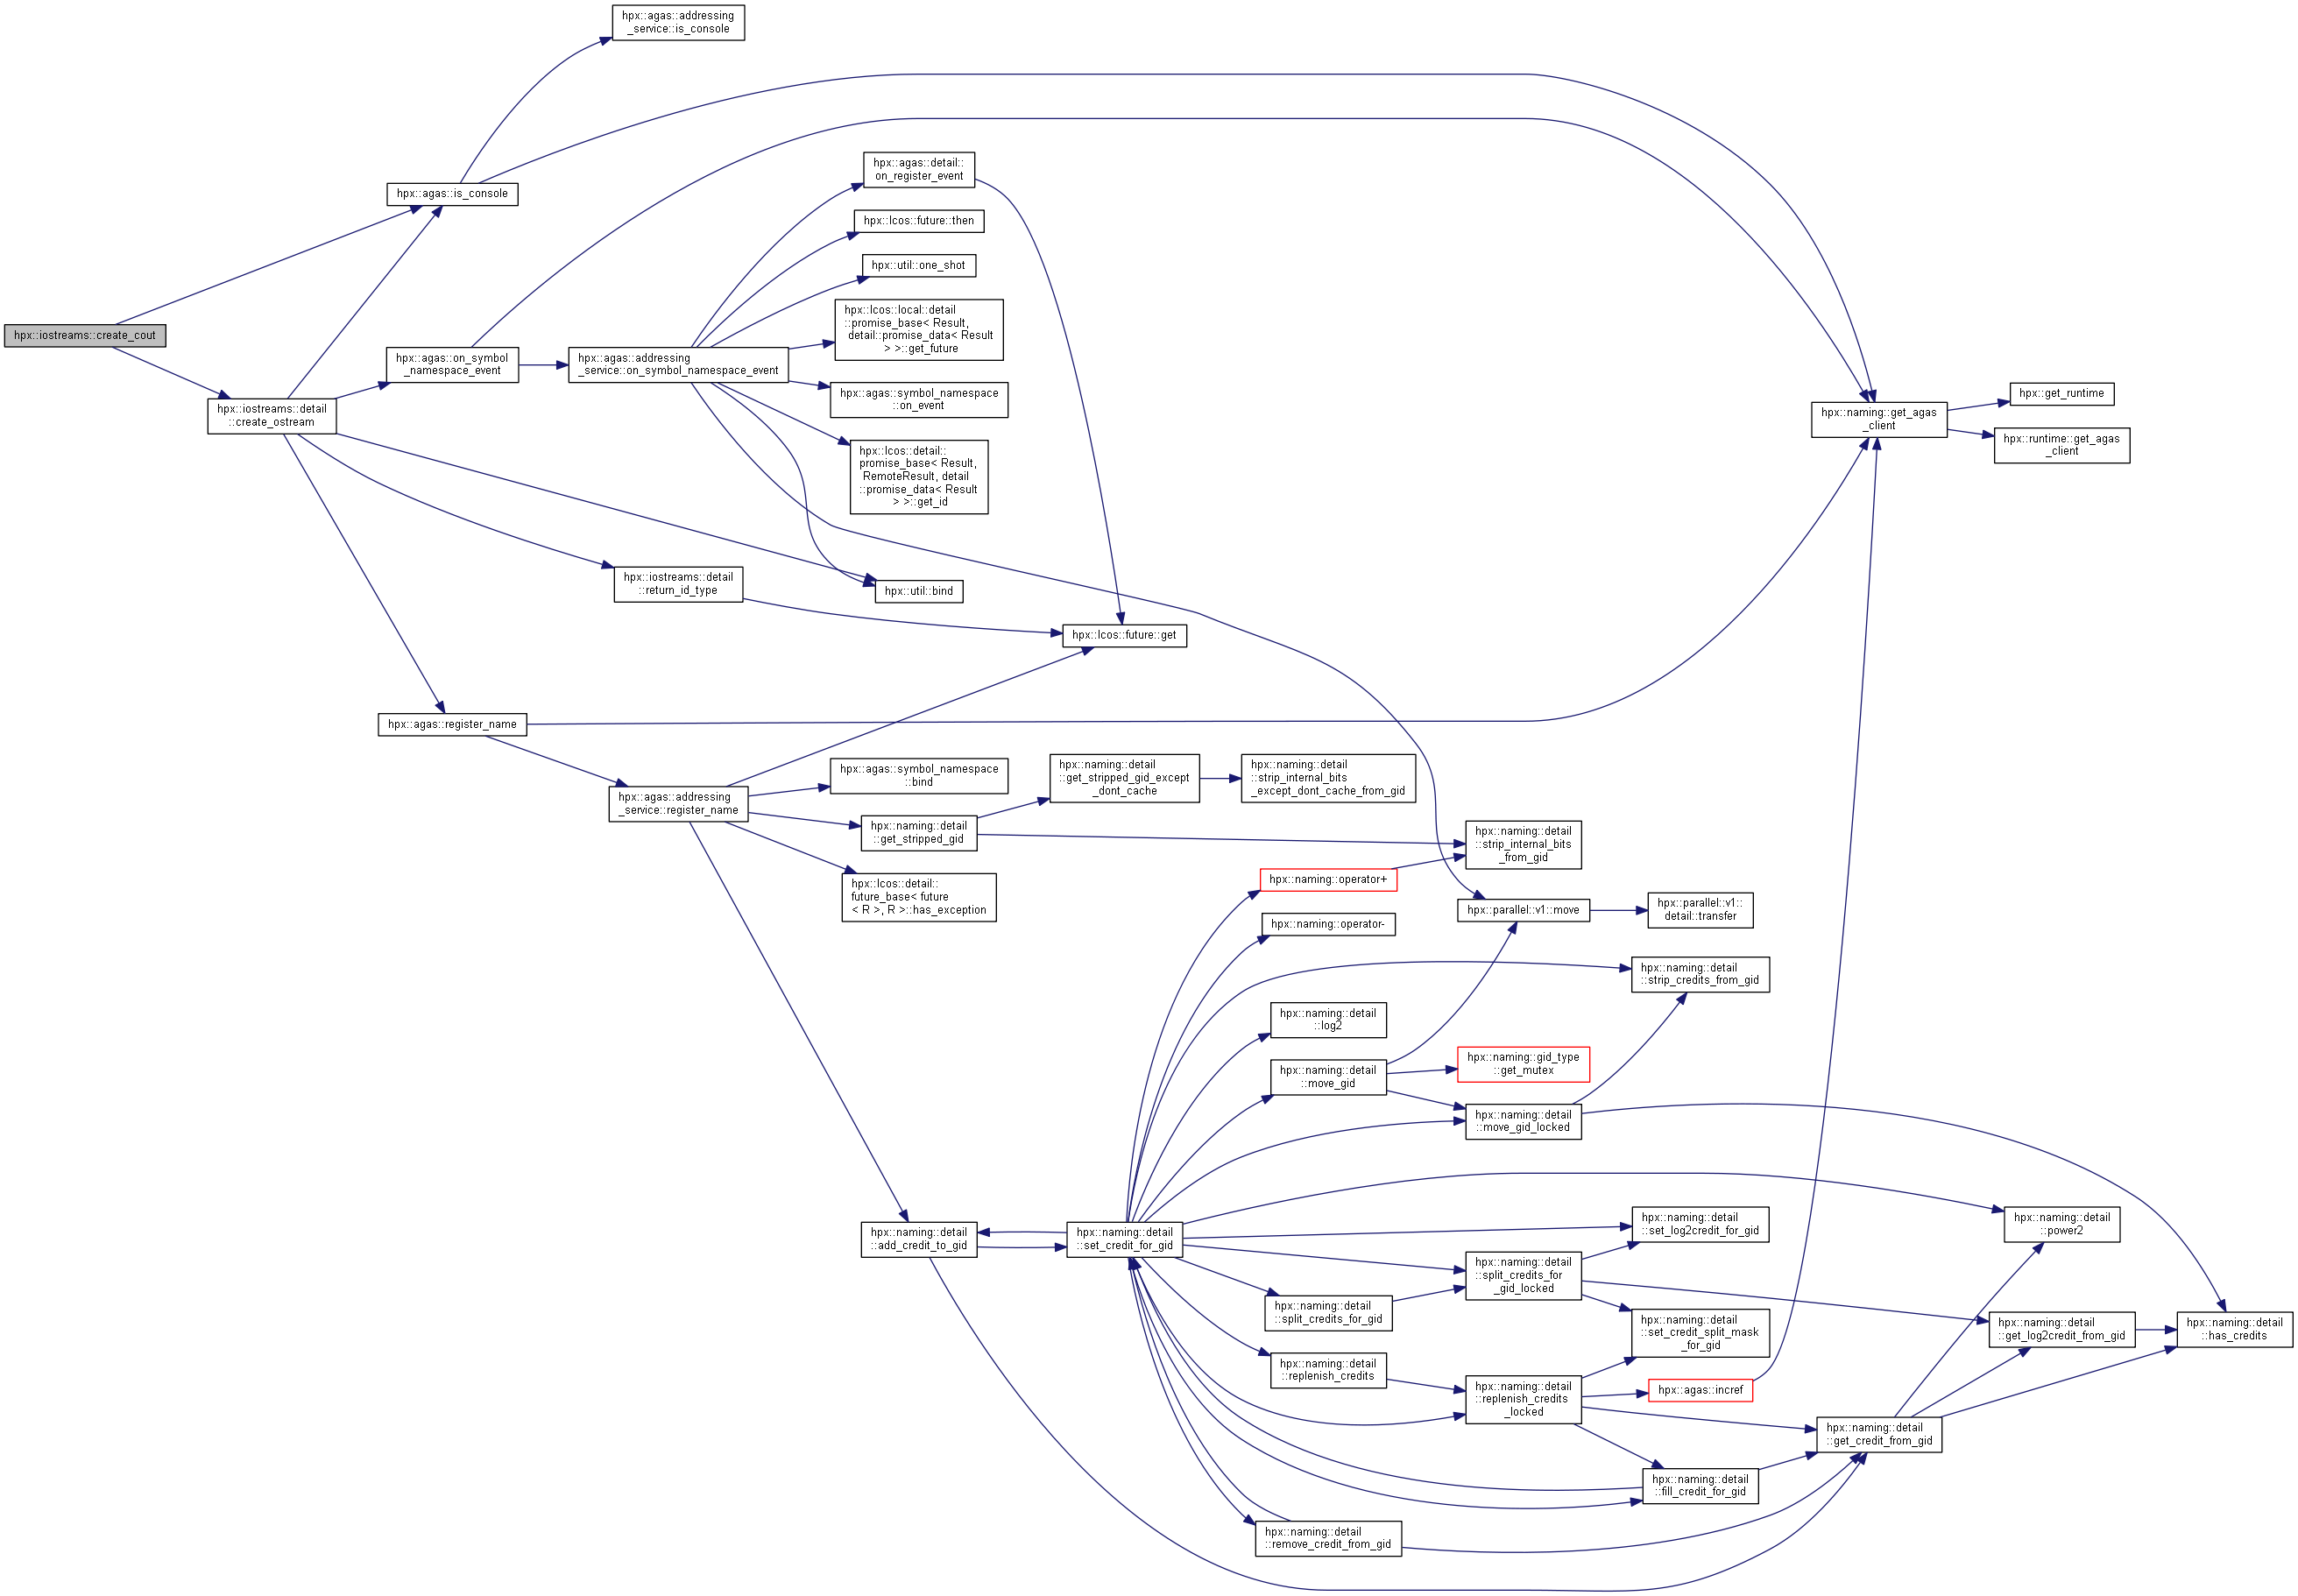 hpx::agas::addressing
_service::is_console
hpx::agas::is_console
hpx::iostreams::create_cout
hpx::iostreams::detail
::create_ostream
hpx::agas::on_symbol
_namespace_event
hpx::agas::addressing
_service::on_symbol_namespace_event
hpx::agas::detail::
on_register_event
hpx::lcos::future::then
hpx::util::one_shot
hpx::lcos::local::detail
::promise_base< Result,
detail::promise_data< Result
> >::get_future
hpx::agas::symbol_namespace
::on_event
hpx::lcos::detail::
promise_base< Result,
RemoteResult, detail
::promise_data< Result
> >::get_id
hpx::util::bind
hpx::iostreams::detail
::return_id_type
hpx::lcos::future::get
hpx::naming::get_agas
_client
hpx::get_runtime
hpx::runtime::get_agas
_client
hpx::agas::register_name
hpx::agas::addressing
_service::register_name
hpx::agas::symbol_namespace
::bind
hpx::naming::detail
::get_stripped_gid
hpx::lcos::detail::
future_base< future
< R >, R >::has_exception
hpx::naming::detail
::get_stripped_gid_except
_dont_cache
hpx::naming::detail
::strip_internal_bits
_except_dont_cache_from_gid
hpx::naming::detail
::strip_internal_bits
_from_gid
hpx::naming::operator+
hpx::naming::operator-
hpx::parallel::v1::move
hpx::parallel::v1::
detail::transfer
hpx::naming::detail
::strip_credits_from_gid
hpx::naming::detail
::log2
hpx::naming::detail
::move_gid
hpx::naming::gid_type
::get_mutex
hpx::naming::detail
::move_gid_locked
hpx::naming::detail
::add_credit_to_gid
hpx::naming::detail
::set_credit_for_gid
hpx::naming::detail
::set_log2credit_for_gid
hpx::naming::detail
::power2
hpx::naming::detail
::split_credits_for
_gid_locked
hpx::naming::detail
::split_credits_for_gid
hpx::naming::detail
::set_credit_split_mask
_for_gid
hpx::naming::detail
::get_log2credit_from_gid
hpx::naming::detail
::has_credits
hpx::naming::detail
::replenish_credits
hpx::naming::detail
::replenish_credits
_locked
hpx::agas::incref
hpx::naming::detail
::get_credit_from_gid
hpx::naming::detail
::fill_credit_for_gid
hpx::naming::detail
::remove_credit_from_gid